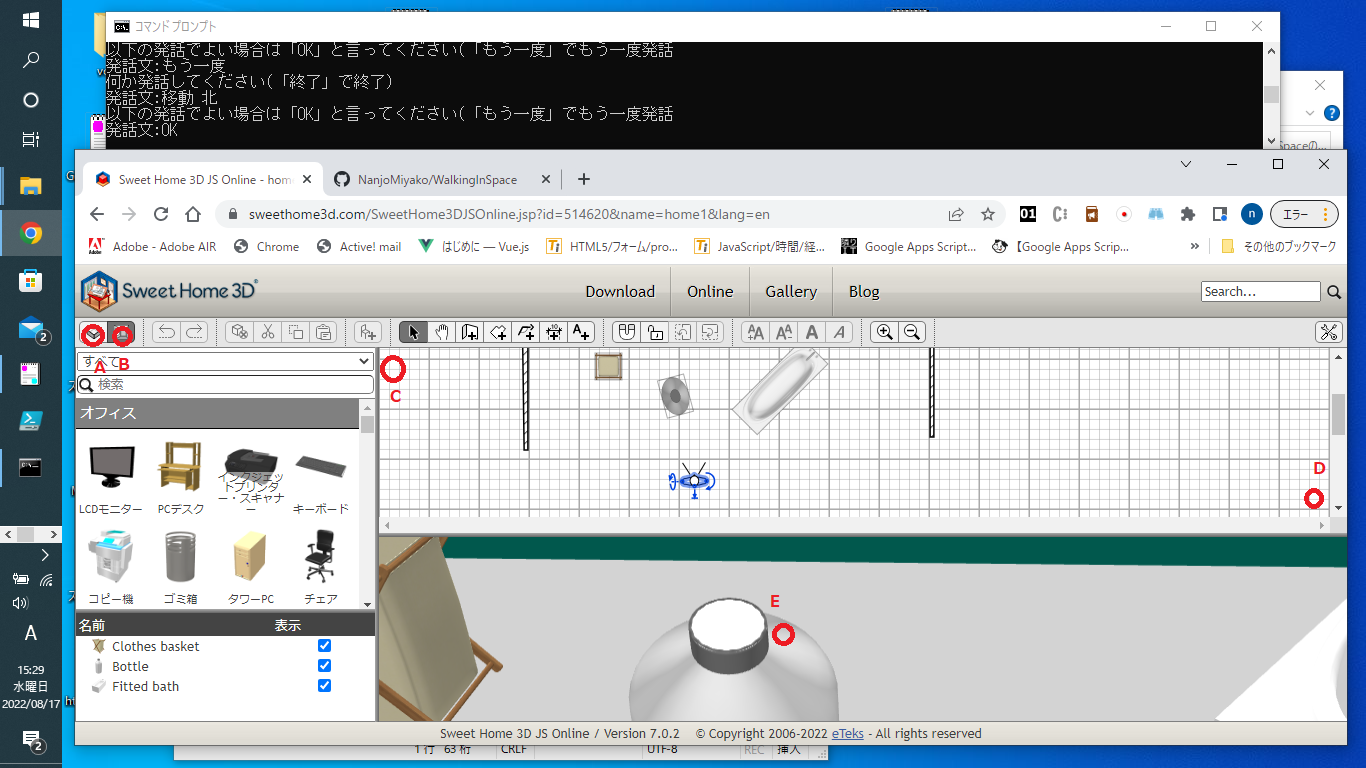 コマンド プロンプト
以下の発話でよい場合は「OK」と言ってください(「もう一度」でもう一度発話
発話文:もう一度
何か発話してください(「終了」で終了)
発話文:移動 北
以下の発話でよい場合は「OK」と言ってください(「もう一度」でもう一度発話
発話文:OK
Spaceの...
Sweet Home 3D JS Online - hom
NanjoMiyako/WalkingInSpace
sweethome3d.com/SweetHome3DJSOnline.jsp?id=514620&name=home1&lang=en
01
n
エラー
Adobe - Adobe AIR
Chrome
Active! mail
はじめに — Vue.js
HTML5/フォーム/pro...
JavaScript/時間/経...
Google Apps Script...
【Google Apps Scrip...
»
その他のブックマーク
Sweet Home 3D
Download
Online
Gallery
Blog
Search...
すべて
A
B
検索
C
オフィス
LCDモニター
PCデスク
インクジェットプリンター・スキャナー
キーボード
D
コピー機
ゴミ箱
タワーPC
チェア
E
名前
表示
Clothes basket
Bottle
Fitted bath
Sweet Home 3D JS Online / Version 7.0.2 © Copyright 2006-2022 eTeks - All rights reserved
1 行
63 桁
CRLF
UTF-8
REC
挿入
2
A
15:29
水曜日
2022/08/17
2